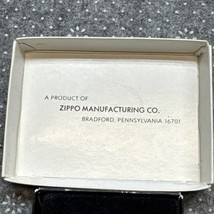 A PRODUCT OF
ZIPPO MANUFACTURING CO.
BRADFORD, PENNSYLVANIA 16701